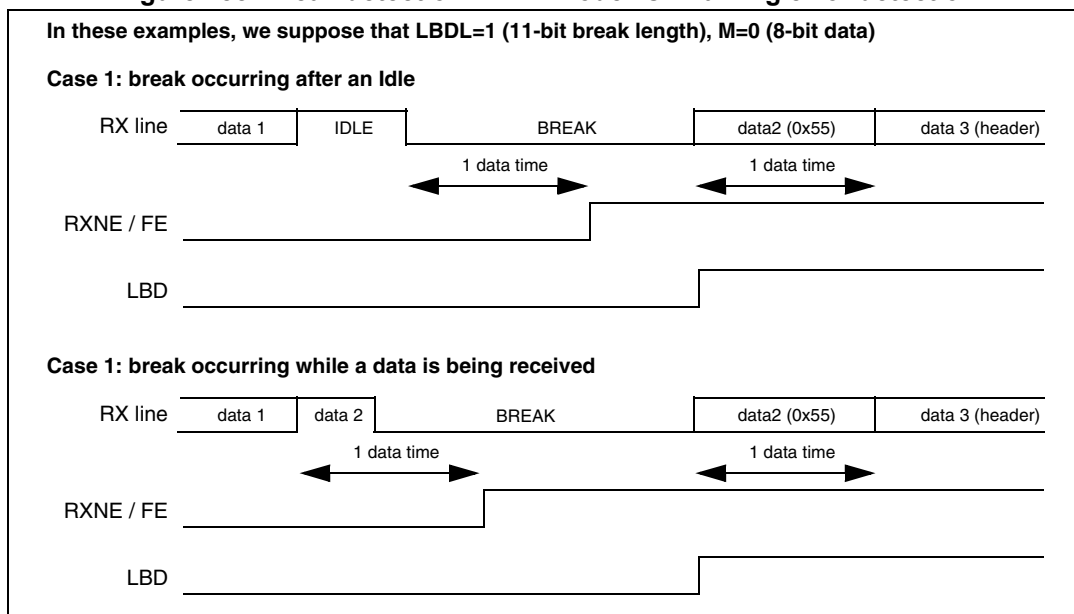 In these examples, we suppose that LBDL=1 (11-bit break length), M=0 (8-bit data)
Case 1: break occurring after an Idle
RX line data 1 IDLE BREAK data2 (0x55) data 3 (header)
1 data time 1 data time
RXNE / FE
LBD
Case 1: break occurring while a data is being received
RX line data 1 data 2 BREAK data2 (0x55) data 3 (header)
1 data time 1 data time
RXNE / FE
LBD